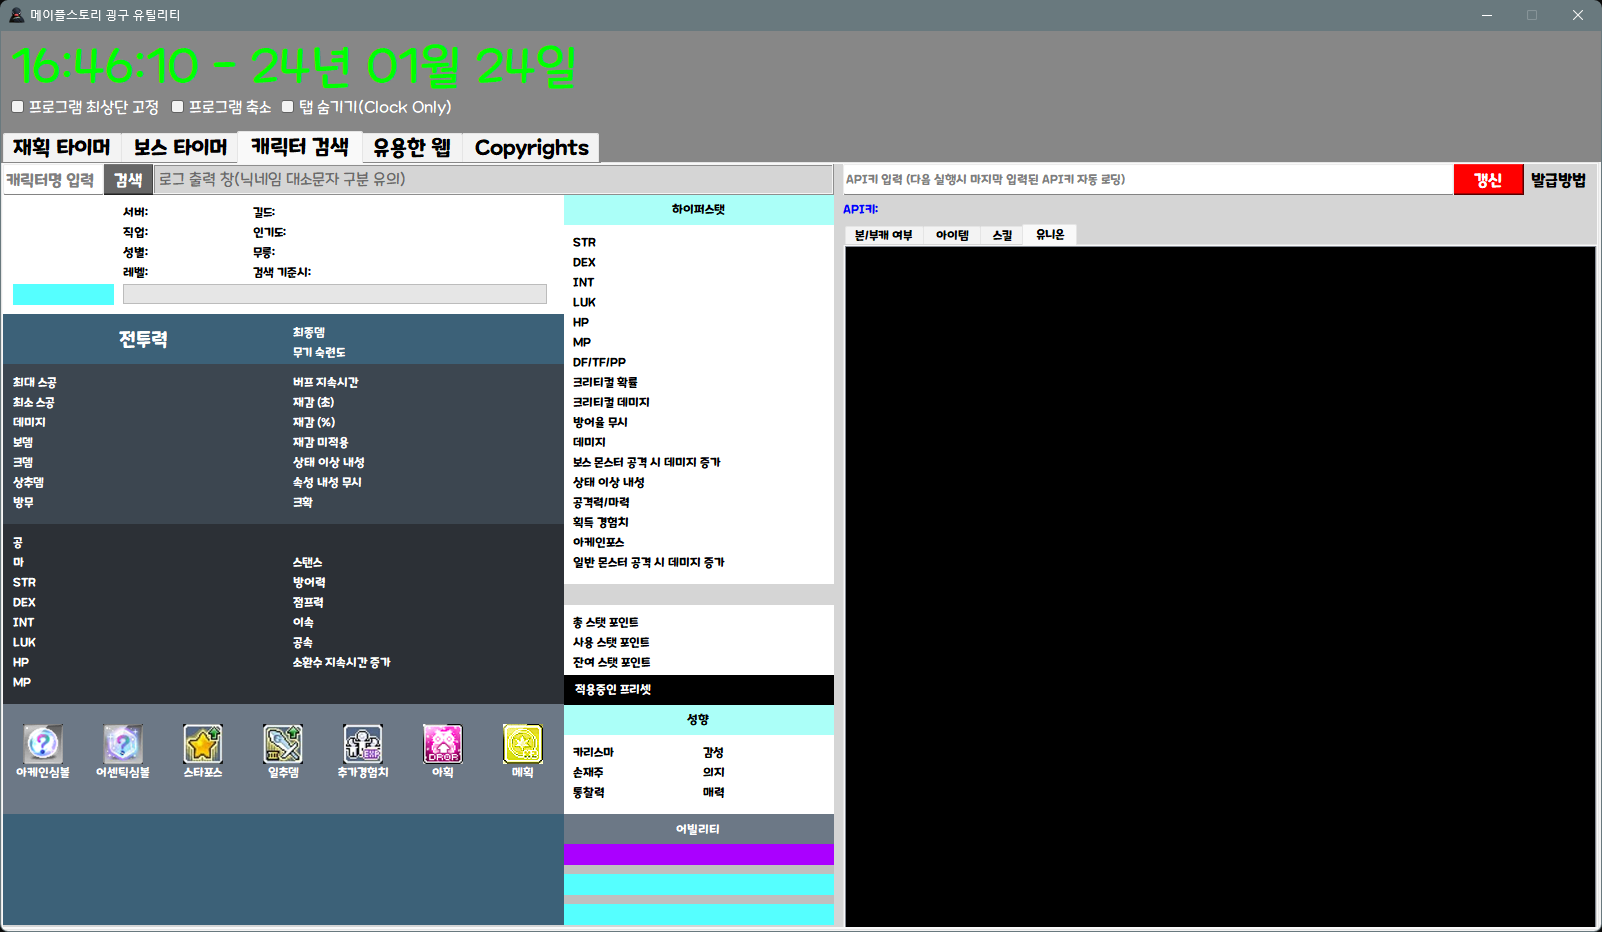 메이플스토리 굉구 유틸리티
16:46:10 - 24년 01월 24일
프로그램 최상단 고정 프로그램 축소 탭 숨기기(Clock Only)
재획 타이머 보스 타이머 캐릭터 검색 유용한 웹 Copyrights
캐릭터명 입력 검색 로그 출력 창(닉네임 대소문자 구분 유의)
서버: 길드:
직업: 인기도:
성별: 무릉:
레벨: 검색 기준시:
전투력
최종뎀
무기 숙련도
최대 스공 버프 지속시간
최소 스공 재감 (초)
데미지 재감 (%)
보뎀 재감 미적용
크뎀 상태 이상 내성
상추뎀 속성 내성 무시
방무 크확
공
마 스탠스
STR 방어력
DEX 점프력
INT 이속
LUK 공속
HP 소환수 지속시간 증가
MP
DROP
EXP
아케인심볼 어센틱심볼 스타포스 일추뎀 추가경험치 아획 메획
하이퍼스탯
STR
DEX
INT
LUK
HP
MP
DF/TF/PP
크리티컬 확률
크리티컬 데미지
방어율 무시
데미지
보스 몬스터 공격 시 데미지 증가
상태 이상 내성
공격력/마력
획득 경험치
아케인포스
일반 몬스터 공격 시 데미지 증가
총 스탯 포인트
사용 스탯 포인트
잔여 스탯 포인트
적용중인 프리셋
성향
카리스마 감성
손재주 의지
통찰력 매력
어빌리티
API키 입력 (다음 실행시 마지막 입력된 API키 자동 로딩) 갱신 발급방법
API키:
본/부캐 여부 아이템 스킬 유니온